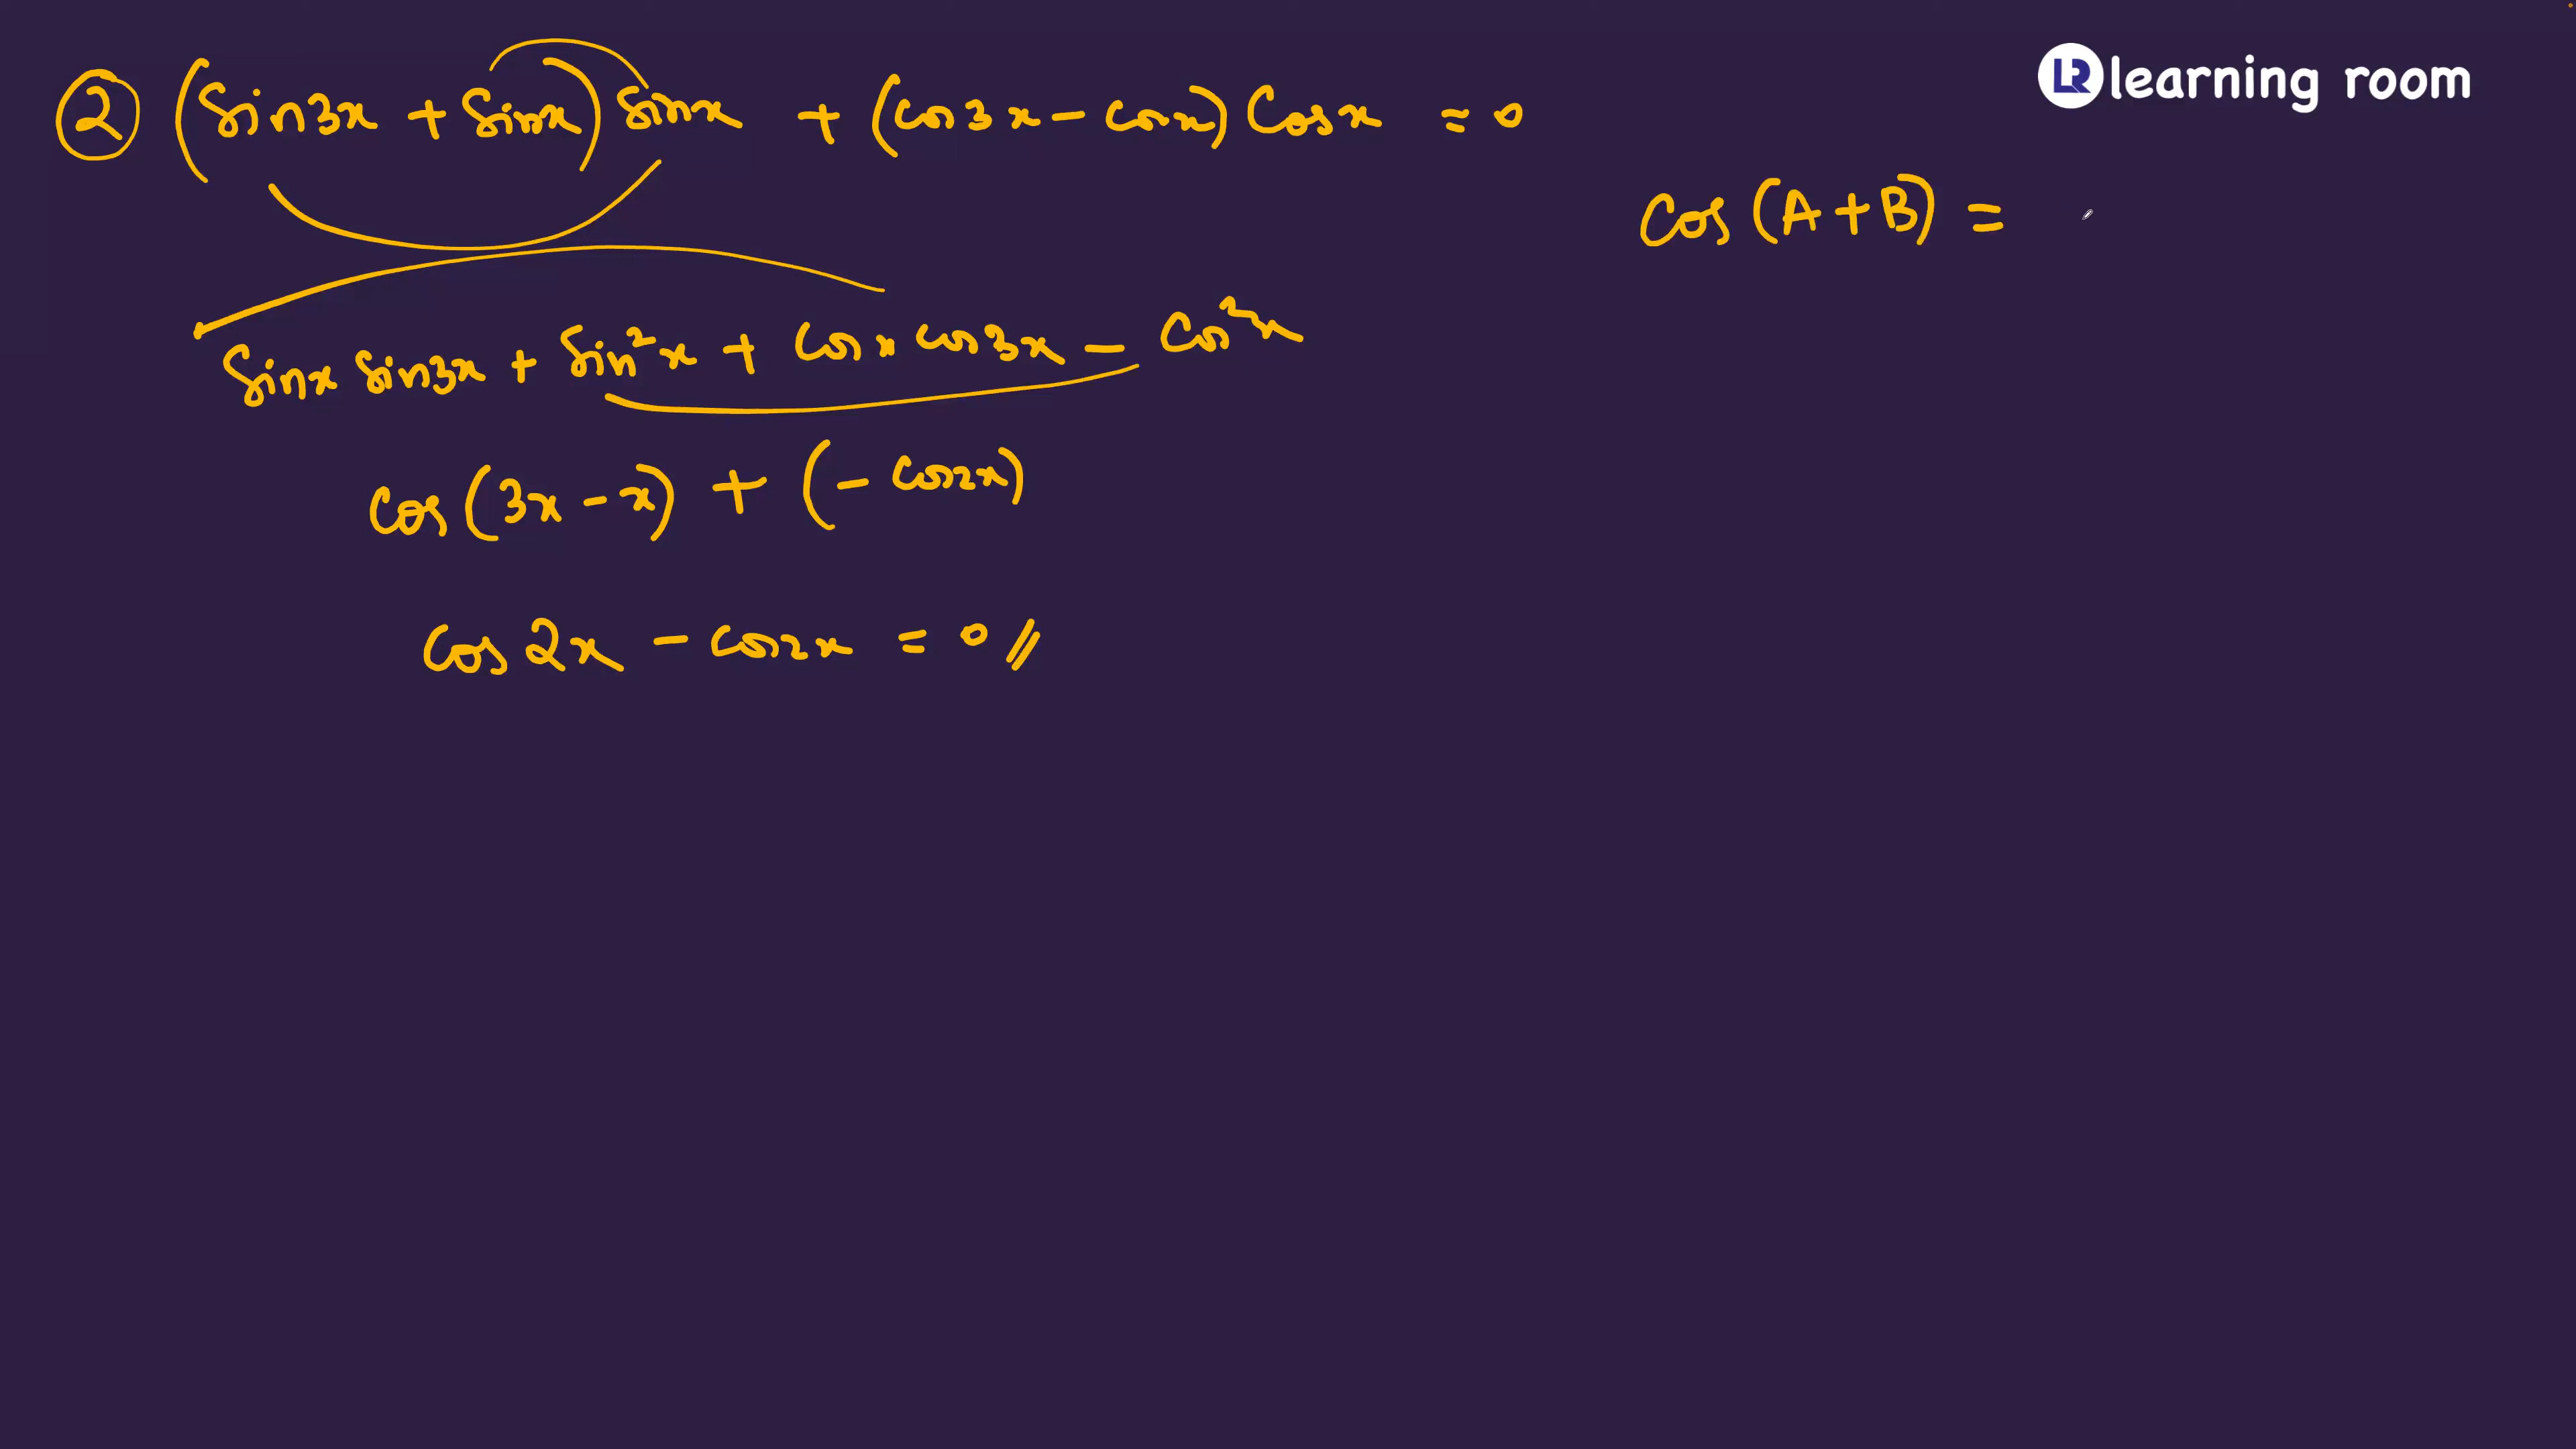 ② (Sin3x + Sinx) Sinx + (Cos3x - Cosx) Cosx = 0
LR learning room
Cos(A+B) =
Sinx Sin3x + Sin²x + Cosx Cos3x - Cos²x
Cos(3x - x) + (- Cos2x)
Cos2x - Cos2x = 0 //